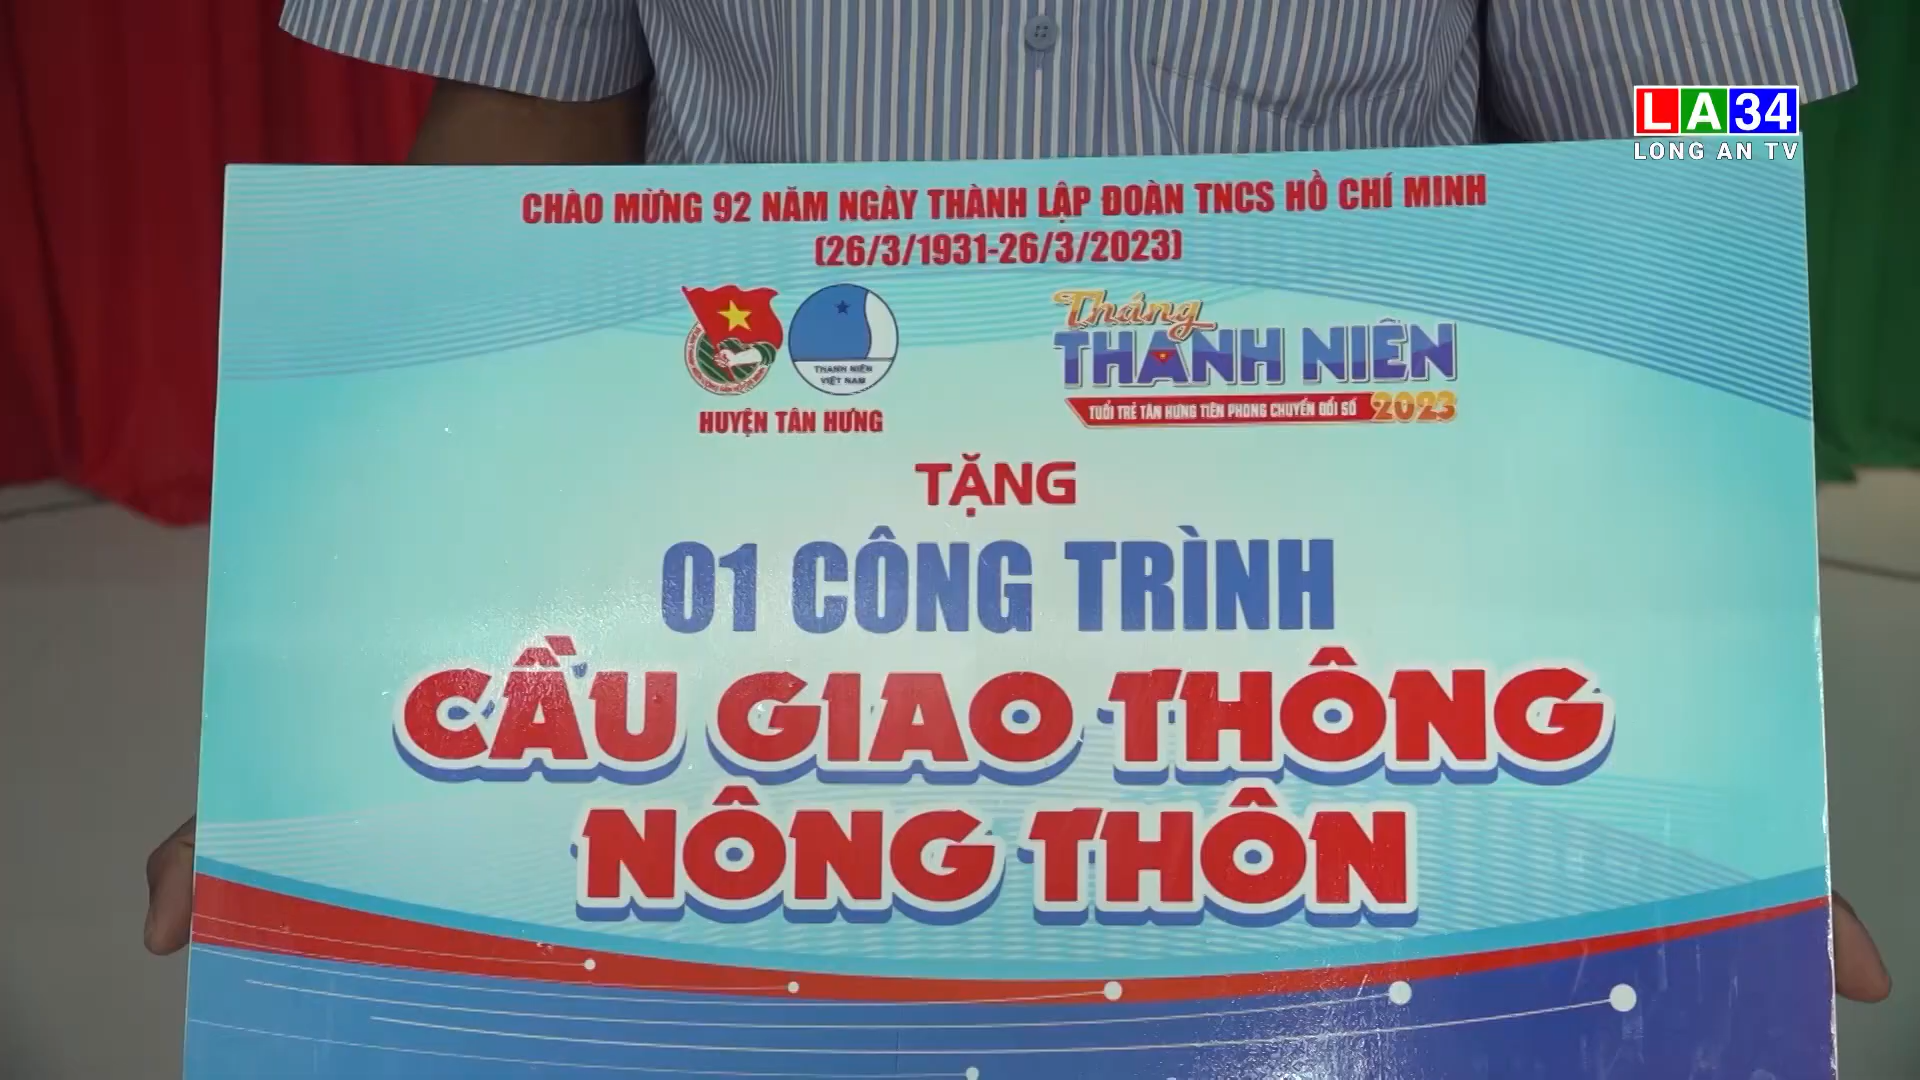 LA34
LONG AN TV
CHÀO MỪNG 92 NĂM NGÀY THÀNH LẬP ĐOÀN TNCS HỒ CHÍ MINH
(26/3/1931-26/3/2023)
THANH NIÊN
VIỆT NAM
HUYỆN TÂN HƯNG
Tháng
THANH NIÊN
TUỔI TRẺ TÂN HƯNG TIÊN PHONG CHUYỂN ĐỔI SỐ 2023
TẶNG
01 CÔNG TRÌNH
CẦU GIAO THÔNG
NÔNG THÔN